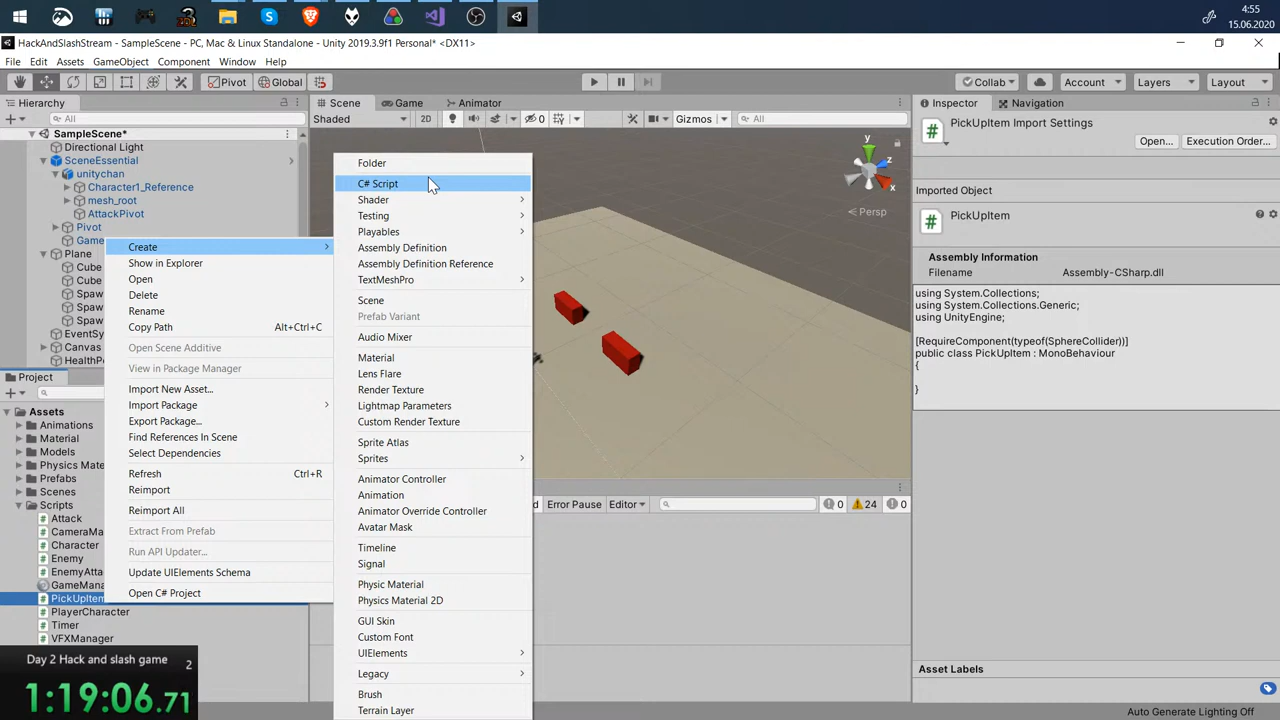 4:55
15.06.2020
HackAndSlashStream - SampleScene - PC, Mac & Linux Standalone - Unity 2019.3.9f1 Personal* <DX11>
File Edit Assets GameObject Component Window Help
Pivot Global Collab Account Layers Layout
Hierarchy
Scene Game Animator
Inspector Navigation
All
Shaded 2D 0 Gizmos All
SampleScene*
Directional Light
SceneEssential
unitychan
Character1_Reference
mesh_root
AttackPivot
Pivot
Game
Plane
Cube
Cube
Spaw
Spaw
Spaw
EventSy
Canvas
HealthPo
Project
Assets
Animations
Material
Models
Physics Mate
Prefabs
Scenes
Scripts
Attack
CameraMa
Character
Enemy
EnemyAtta
GameMana
PickUpItem
PlayerCharacter
Timer
VFXManager
Create
Show in Explorer
Open
Delete
Rename
Copy Path Alt+Ctrl+C
Open Scene Additive
View in Package Manager
Import New Asset...
Import Package
Export Package...
Find References In Scene
Select Dependencies
Refresh Ctrl+R
Reimport
Reimport All
Extract From Prefab
Run API Updater...
Update UIElements Schema
Open C# Project
Folder
C# Script
Shader
Testing
Playables
Assembly Definition
Assembly Definition Reference
TextMeshPro
Scene
Prefab Variant
Audio Mixer
Material
Lens Flare
Render Texture
Lightmap Parameters
Custom Render Texture
Sprite Atlas
Sprites
Animator Controller
Animation
Animator Override Controller
Avatar Mask
Timeline
Signal
Physic Material
Physics Material 2D
GUI Skin
Custom Font
UIElements
Legacy
Brush
Terrain Layer
y
z
x
Persp
Error Pause Editor 0 24 0
PickUpItem Import Settings
Open... Execution Order...
Imported Object
PickUpItem
Assembly Information
Filename Assembly-CSharp.dll
using System.Collections;
using System.Collections.Generic;
using UnityEngine;
[RequireComponent(typeof(SphereCollider))]
public class PickUpItem : MonoBehaviour
{
}
Asset Labels
Auto Generate Lighting Off
Day 2 Hack and slash game 2
1:19:06.71